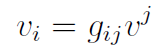 v_i = g_{ij} v^j